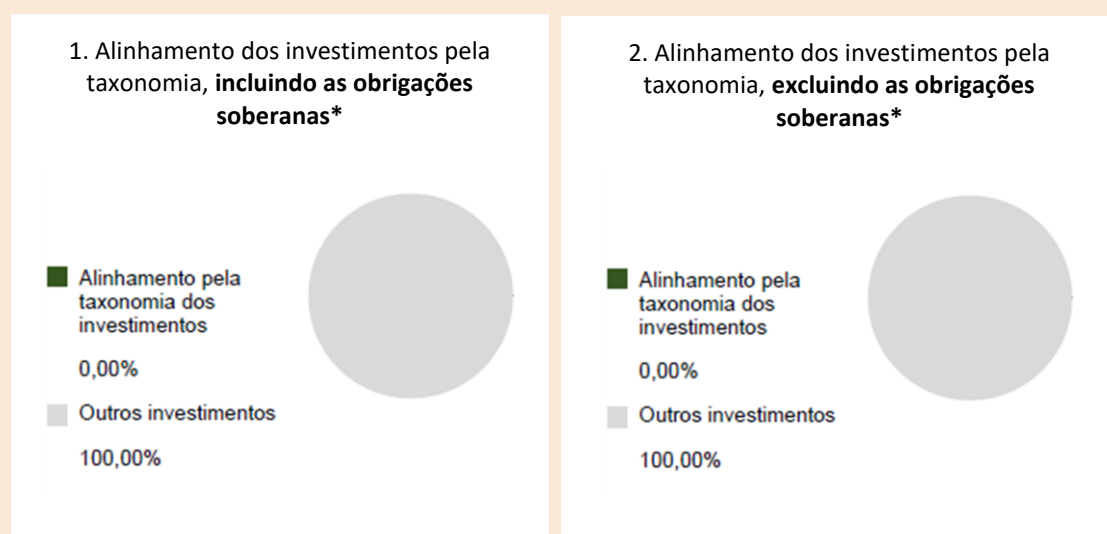 1. Alinhamento dos investimentos pela
taxonomia, incluindo as obrigações
soberanas*
Alinhamento pela
taxonomia dos
investimentos
0,00%
Outros investimentos
100,00%
2. Alinhamento dos investimentos pela
taxonomia, excluindo as obrigações
soberanas*
Alinhamento pela
taxonomia dos
investimentos
0,00%
Outros investimentos
100,00%